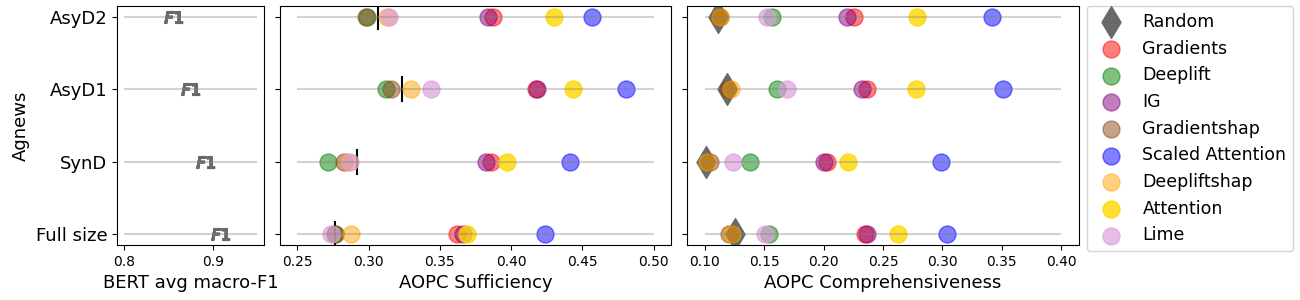 Agnews
AsyD2
AsyD1
SynD
Full size
F1
F1
F1
F1
0.8 0.9
BERT avg macro-F1
0.25 0.30 0.35 0.40 0.45 0.50
AOPC Sufficiency
0.10 0.15 0.20 0.25 0.30 0.35 0.40
AOPC Comprehensiveness
Random
Gradients
Deeplift
IG
Gradientshap
Scaled Attention
Deepliftshap
Attention
Lime